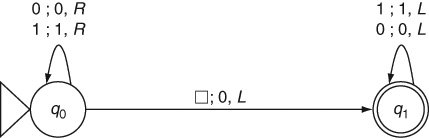 0 ; 0, R
1 ; 1, R
1 ; 1, L
0 ; 0, L
□; 0, L
q0
q1